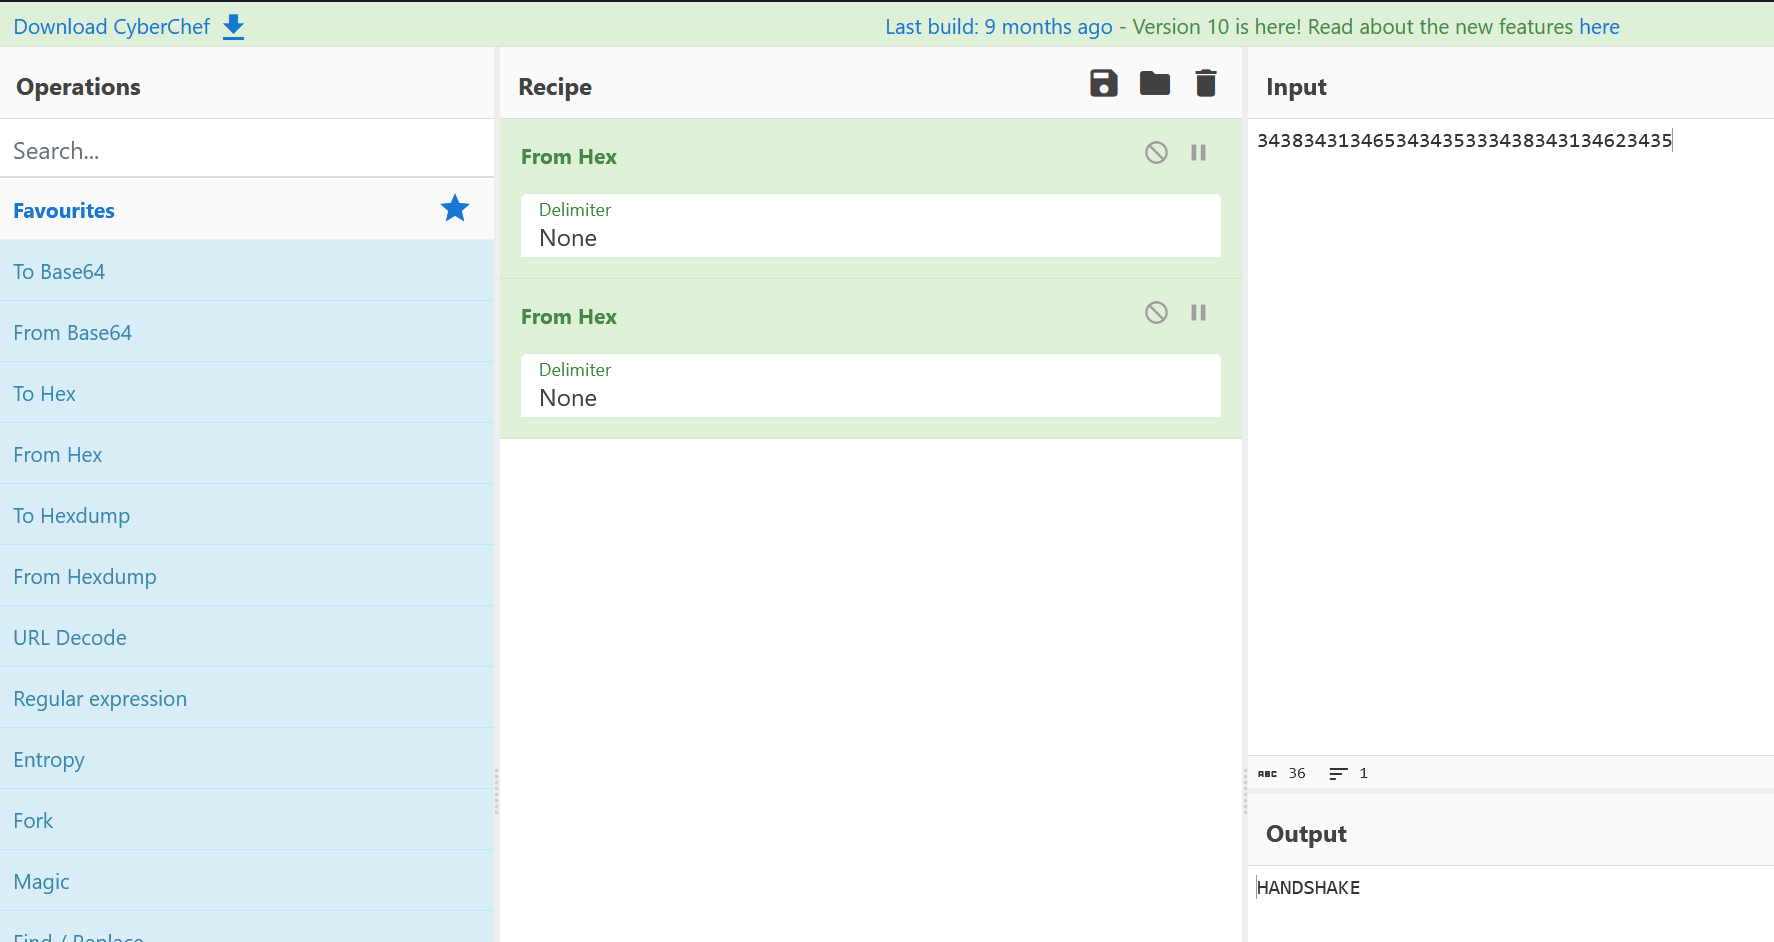 Download CyberChef
Last build: 9 months ago - Version 10 is here! Read about the new features here
Operations
Search...
Favourites
To Base64
From Base64
To Hex
From Hex
To Hexdump
From Hexdump
URL Decode
Regular expression
Entropy
Fork
Magic
Find / Replace
Recipe
From Hex
Delimiter
None
From Hex
Delimiter
None
Input
343834313465343435333438343134623435
ABC 36 1
Output
HANDSHAKE